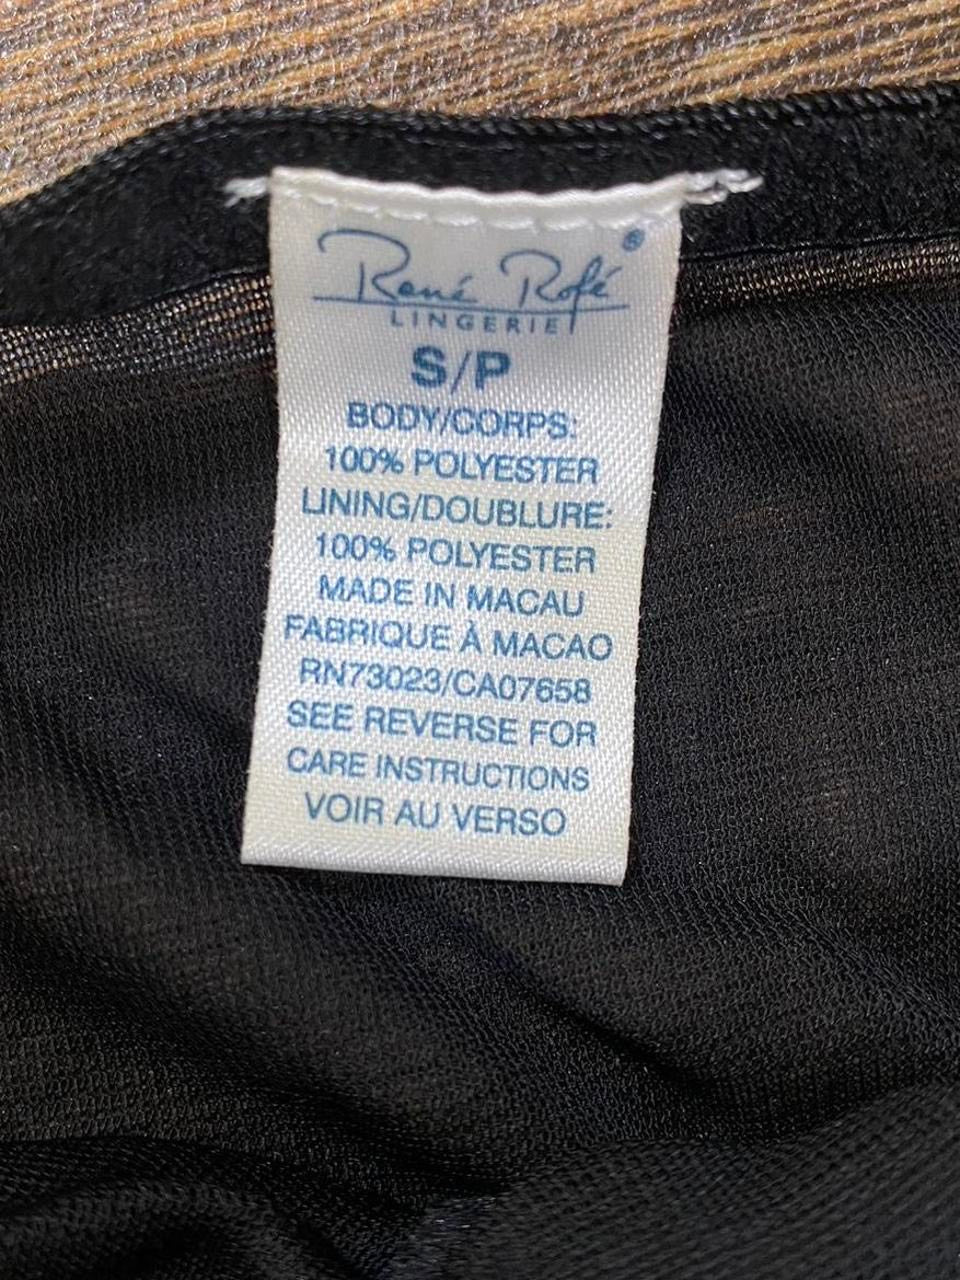 René Rofé ®
LINGERIE
S/P
BODY/CORPS:
100% POLYESTER
LINING/DOUBLURE:
100% POLYESTER
MADE IN MACAU
FABRIQUE À MACAO
RN73023/CA07658
SEE REVERSE FOR
CARE INSTRUCTIONS
VOIR AU VERSO